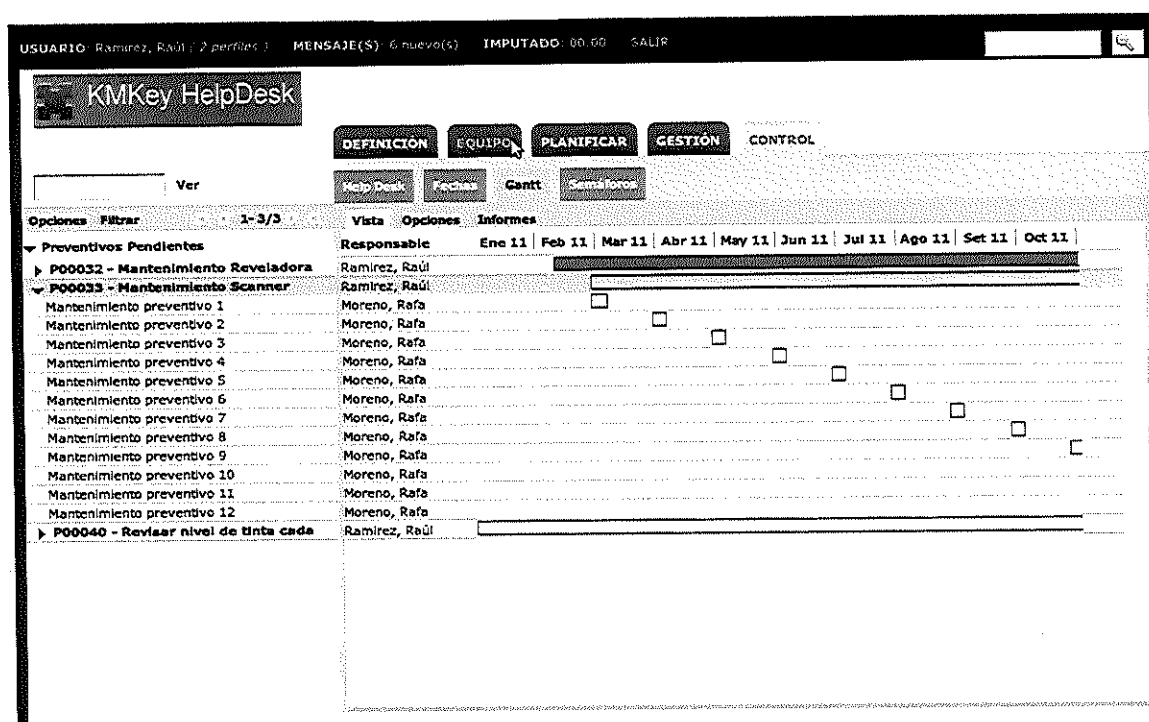 USUARIO: Ramirez, Raúl ( 2 perfiles ) MENSAJE(S): 6 nuevo(s) IMPUTADO: 00.00 SALIR
KMKey HelpDesk
DEFINICIÓN EQUIPO PLANIFICAR GESTIÓN CONTROL
Ver Help Desk Fechas Gantt Semáforos
Opciones Filtrar 1-3/3 Vista Opciones Informes
Preventivos Pendientes Responsable Ene 11 Feb 11 Mar 11 Abr 11 May 11 Jun 11 Jul 11 Ago 11 Set 11 Oct 11
P00032 - Mantenimiento Reveladora Ramirez, Raúl
P00033 - Mantenimiento Scanner Ramirez, Raúl
Mantenimiento preventivo 1 Moreno, Rafa
Mantenimiento preventivo 2 Moreno, Rafa
Mantenimiento preventivo 3 Moreno, Rafa
Mantenimiento preventivo 4 Moreno, Rafa
Mantenimiento preventivo 5 Moreno, Rafa
Mantenimiento preventivo 6 Moreno, Rafa
Mantenimiento preventivo 7 Moreno, Rafa
Mantenimiento preventivo 8 Moreno, Rafa
Mantenimiento preventivo 9 Moreno, Rafa
Mantenimiento preventivo 10 Moreno, Rafa
Mantenimiento preventivo 11 Moreno, Rafa
Mantenimiento preventivo 12 Moreno, Rafa
P00040 - Revisar nivel de tinta cada Ramirez, Raúl